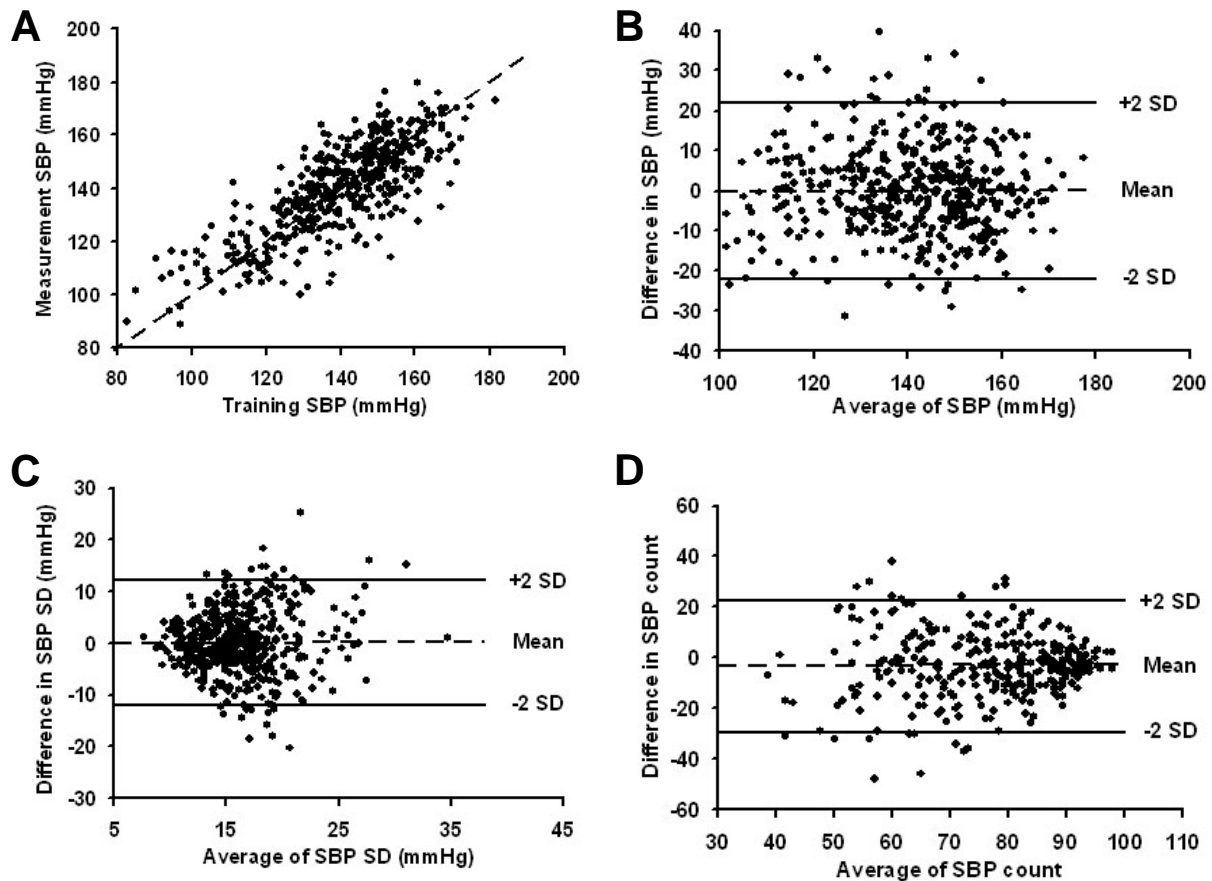 A
Measurement SBP (mmHg)
200
180
160
140
120
100
80
80 100 120 140 160 180 200
Training SBP (mmHg)
B
Difference in SBP (mmHg)
40
30
20
10
0
-10
-20
-30
-40
+2 SD
Mean
-2 SD
100 120 140 160 180 200
Average of SBP (mmHg)
C
Difference in SBP SD (mmHg)
30
20
10
0
-10
-20
-30
+2 SD
Mean
-2 SD
5 15 25 35 45
Average of SBP SD (mmHg)
D
Difference in SBP count
60
40
20
0
-20
-40
-60
+2 SD
Mean
-2 SD
30 40 50 60 70 80 90 100 110
Average of SBP count